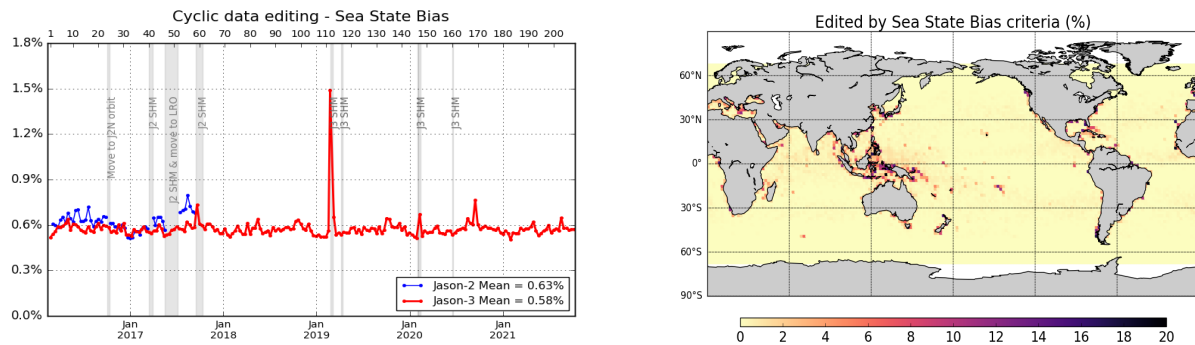 Cyclic data editing - Sea State Bias
1 10 20 30 40 50 60 70 80 90 100 110 120 130 140 150 160 170 180 190 200
1.8%
1.5%
1.2%
0.9%
0.6%
0.3%
0.0%
Move to J2N orbit
J2 SHM
J2 SHM & move to LRO
J2 SHM
J3 SHM
J3 SHM
J3 SHM
J3 SHM
Jason-2 Mean = 0.63%
Jason-3 Mean = 0.58%
Jan Jan Jan Jan Jan
2017 2018 2019 2020 2021
Edited by Sea State Bias criteria (%)
60°N
30°N
0°
30°S
60°S
90°S
0 2 4 6 8 10 12 14 16 18 20